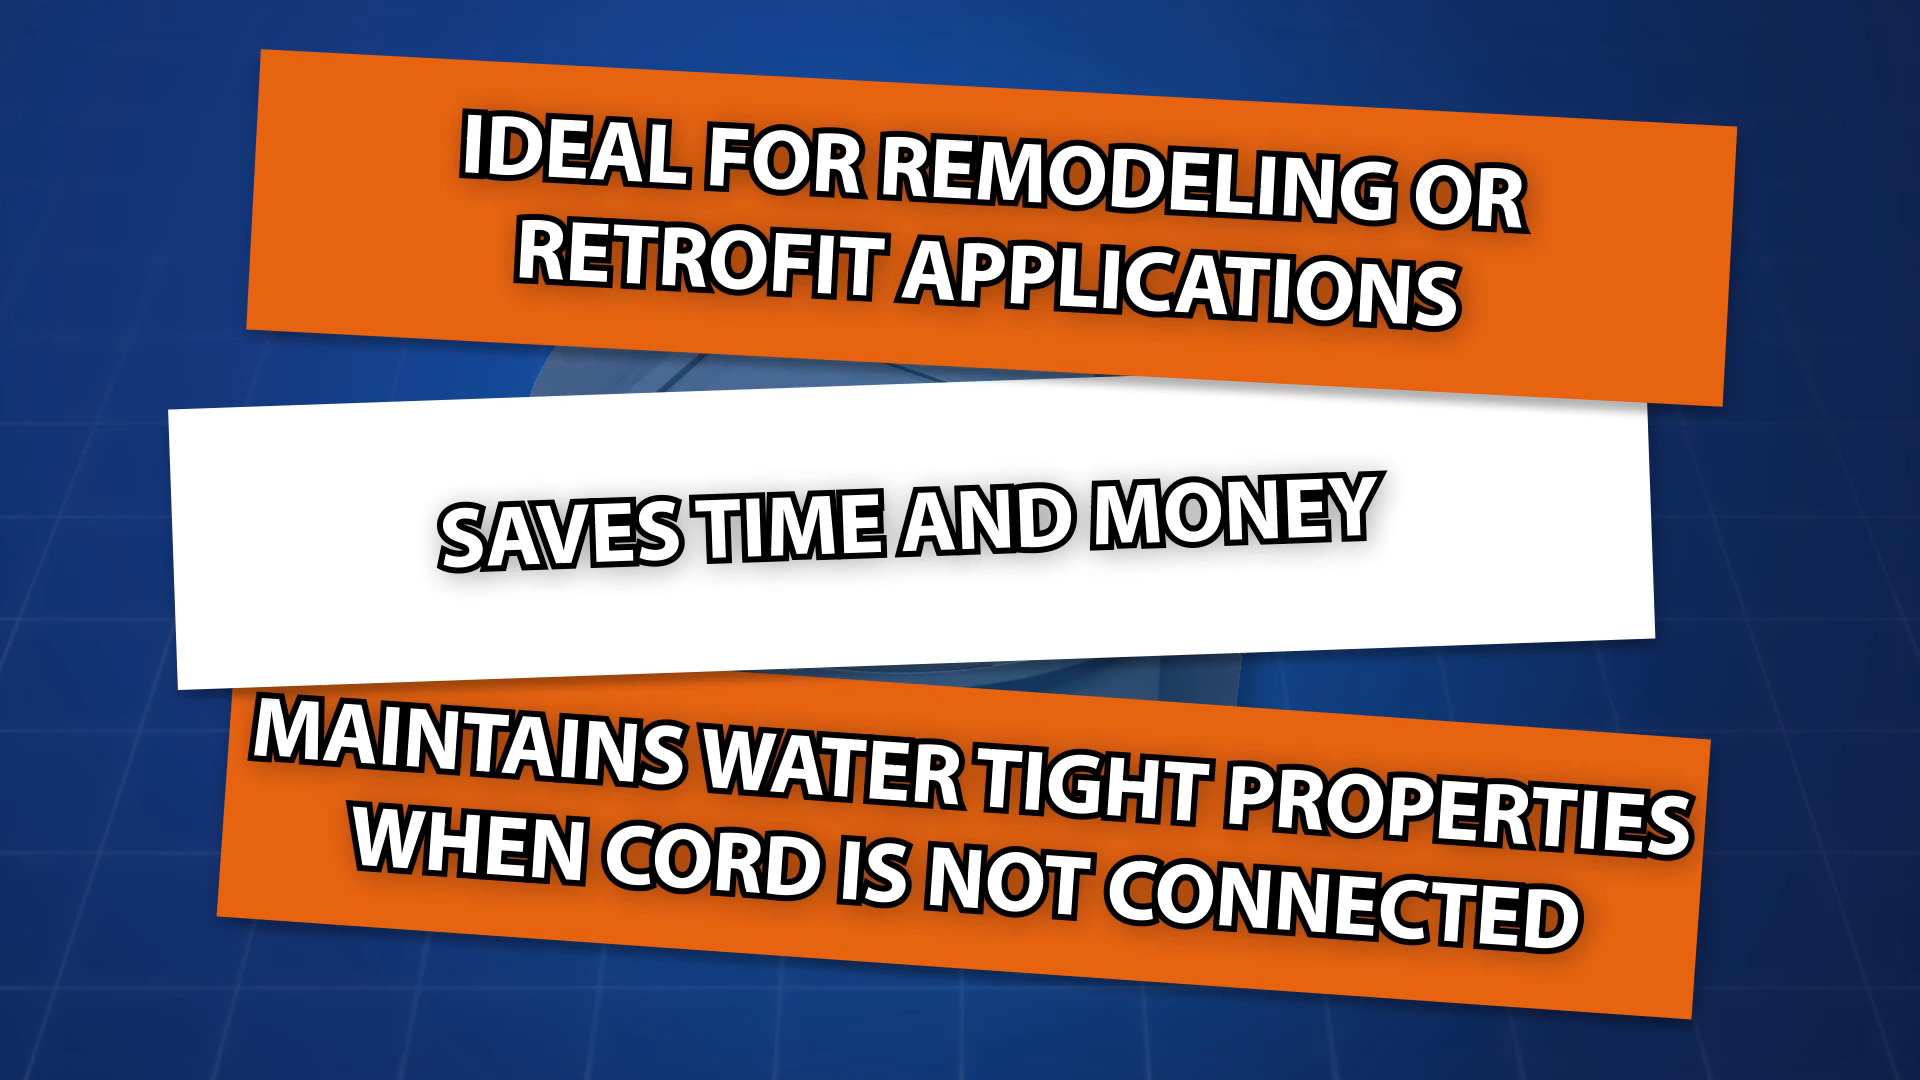 IDEAL FOR REMODELING OR
RETROFIT APPLICATIONS
SAVES TIME AND MONEY
MAINTAINS WATER TIGHT PROPERTIES
WHEN CORD IS NOT CONNECTED